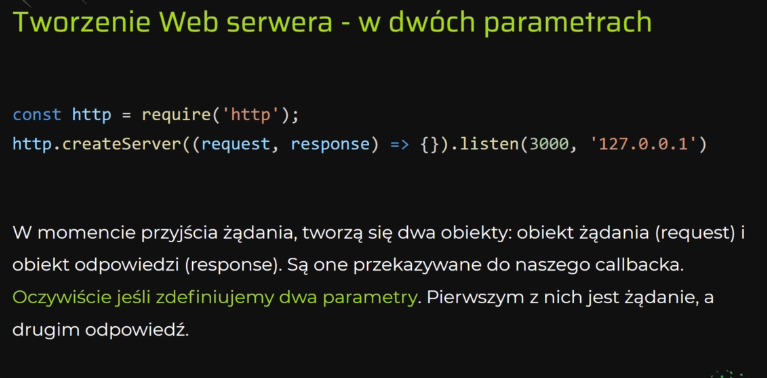 Tworzenie Web serwera - w dwóch parametrach
const http = require('http');
http.createServer((request, response) => {}).listen(3000, '127.0.0.1')
W momencie przyjścia żądania, tworzą się dwa obiekty: obiekt żądania (request) i
obiekt odpowiedzi (response). Są one przekazywane do naszego callbacka.
Oczywiście jeśli zdefiniujemy dwa parametry. Pierwszym z nich jest żądanie, a
drugim odpowiedź.